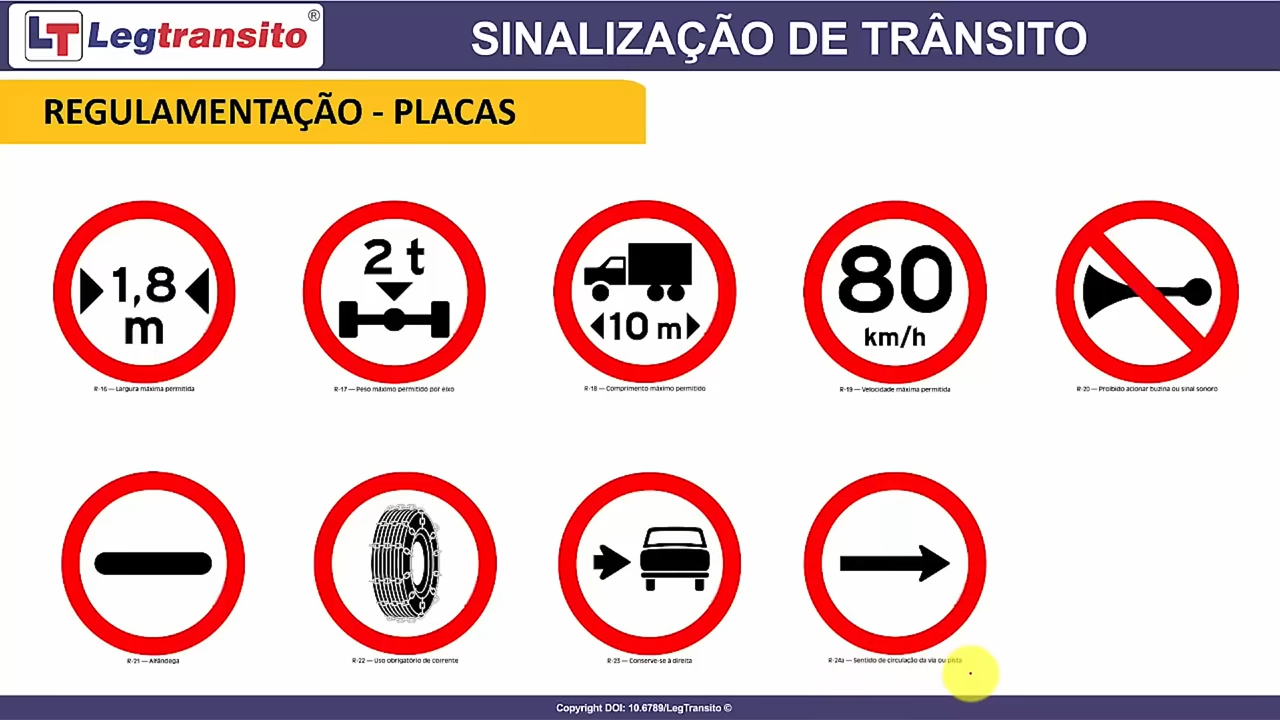 LT Legtransito®
SINALIZAÇÃO DE TRÂNSITO
REGULAMENTAÇÃO - PLACAS
1,8
m
2 t
10 m
80
km/h
R-16 — Largura máxima permitida
R-17 — Peso máximo permitido por eixo
R-18 — Comprimento máximo permitido
R-19 — Velocidade máxima permitida
R-20 — Proibido acionar buzina ou sinal sonoro
R-21 — Alfândega
R-22 — Uso obrigatório de corrente
R-23 — Conserve-se à direita
R-24a — Sentido de circulação da via ou pista
Copyright DOI: 10.6789/LegTransito ©